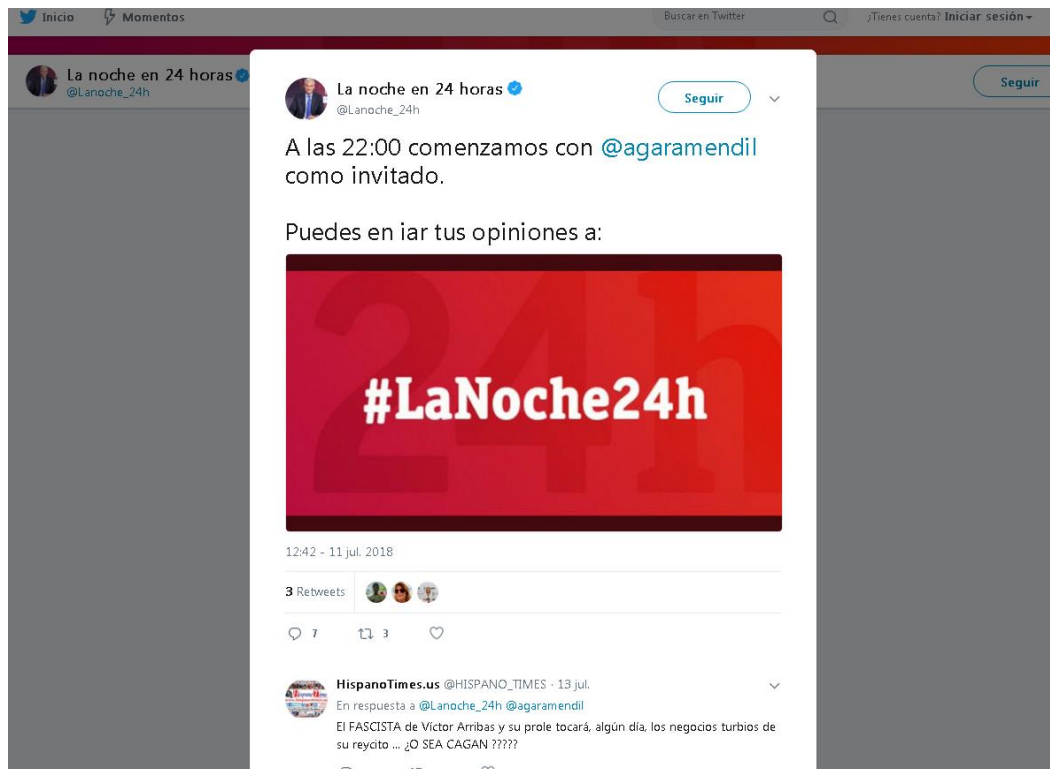 Inicio Momentos Buscar en Twitter ¿Tienes cuenta? Iniciar sesión
La noche en 24 horas
@Lanoche_24h
Seguir
La noche en 24 horas
@Lanoche_24h
Seguir
A las 22:00 comenzamos con @agaramendil
como invitado.
Puedes en iar tus opiniones a:
24h
#LaNoche24h
12:42 - 11 jul. 2018
3 Retweets
7 3
HispanoTimes.us @HISPANO_TIMES · 13 jul.
En respuesta a @Lanoche_24h @agaramendil
El FASCISTA de Víctor Arribas y su prole tocará, algún día, los negocios turbios de
su reycito ... ¿O SEA CAGAN ?????